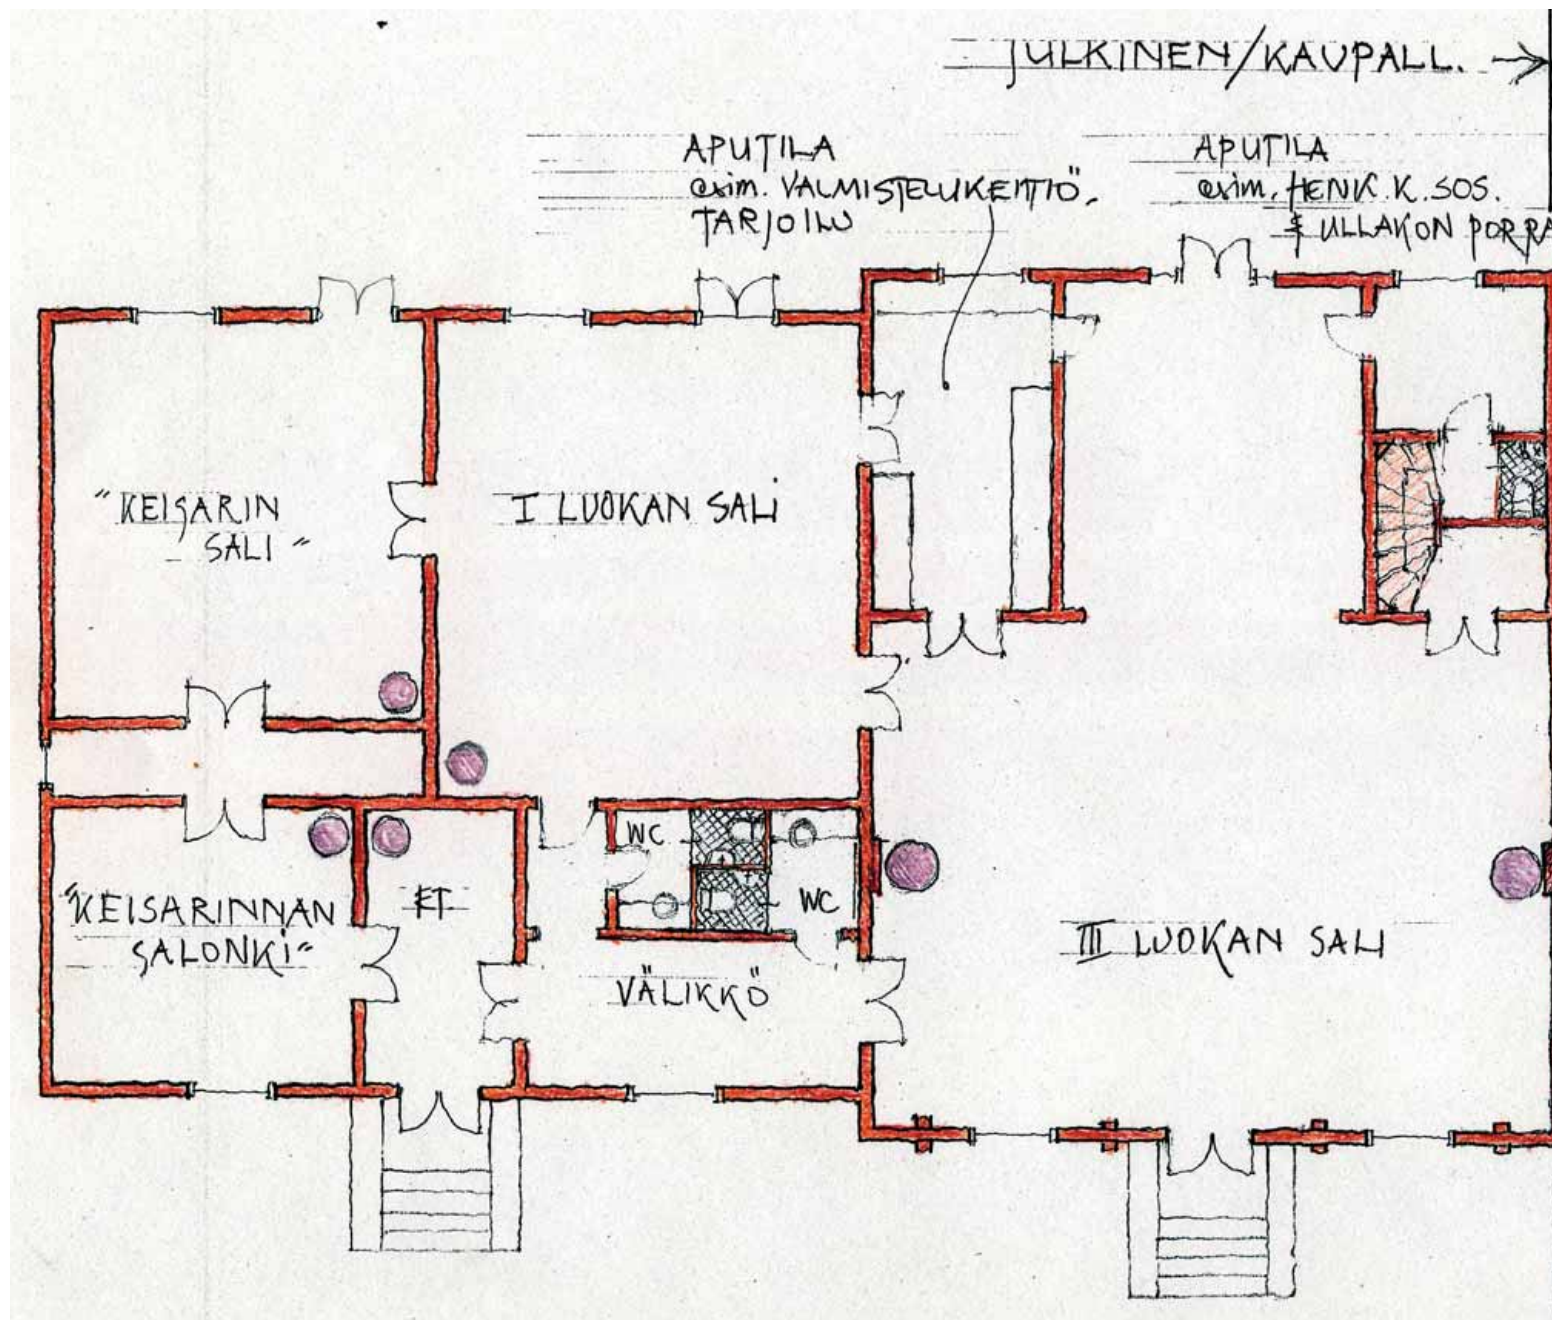 JULKINEN/KAUPALL. →
APUTILA
esim. VALMISTELUKEITTIÖ,
TARJOILU
APUTILA
esim. HENK.K. SOS.
& ULLAKON PORRA
"KEISARIN
SALI"
I LUOKAN SALI
"KEISARINNAN
SALONKI"
ET
WC
WC
VÄLIKKÖ
III LUOKAN SALI